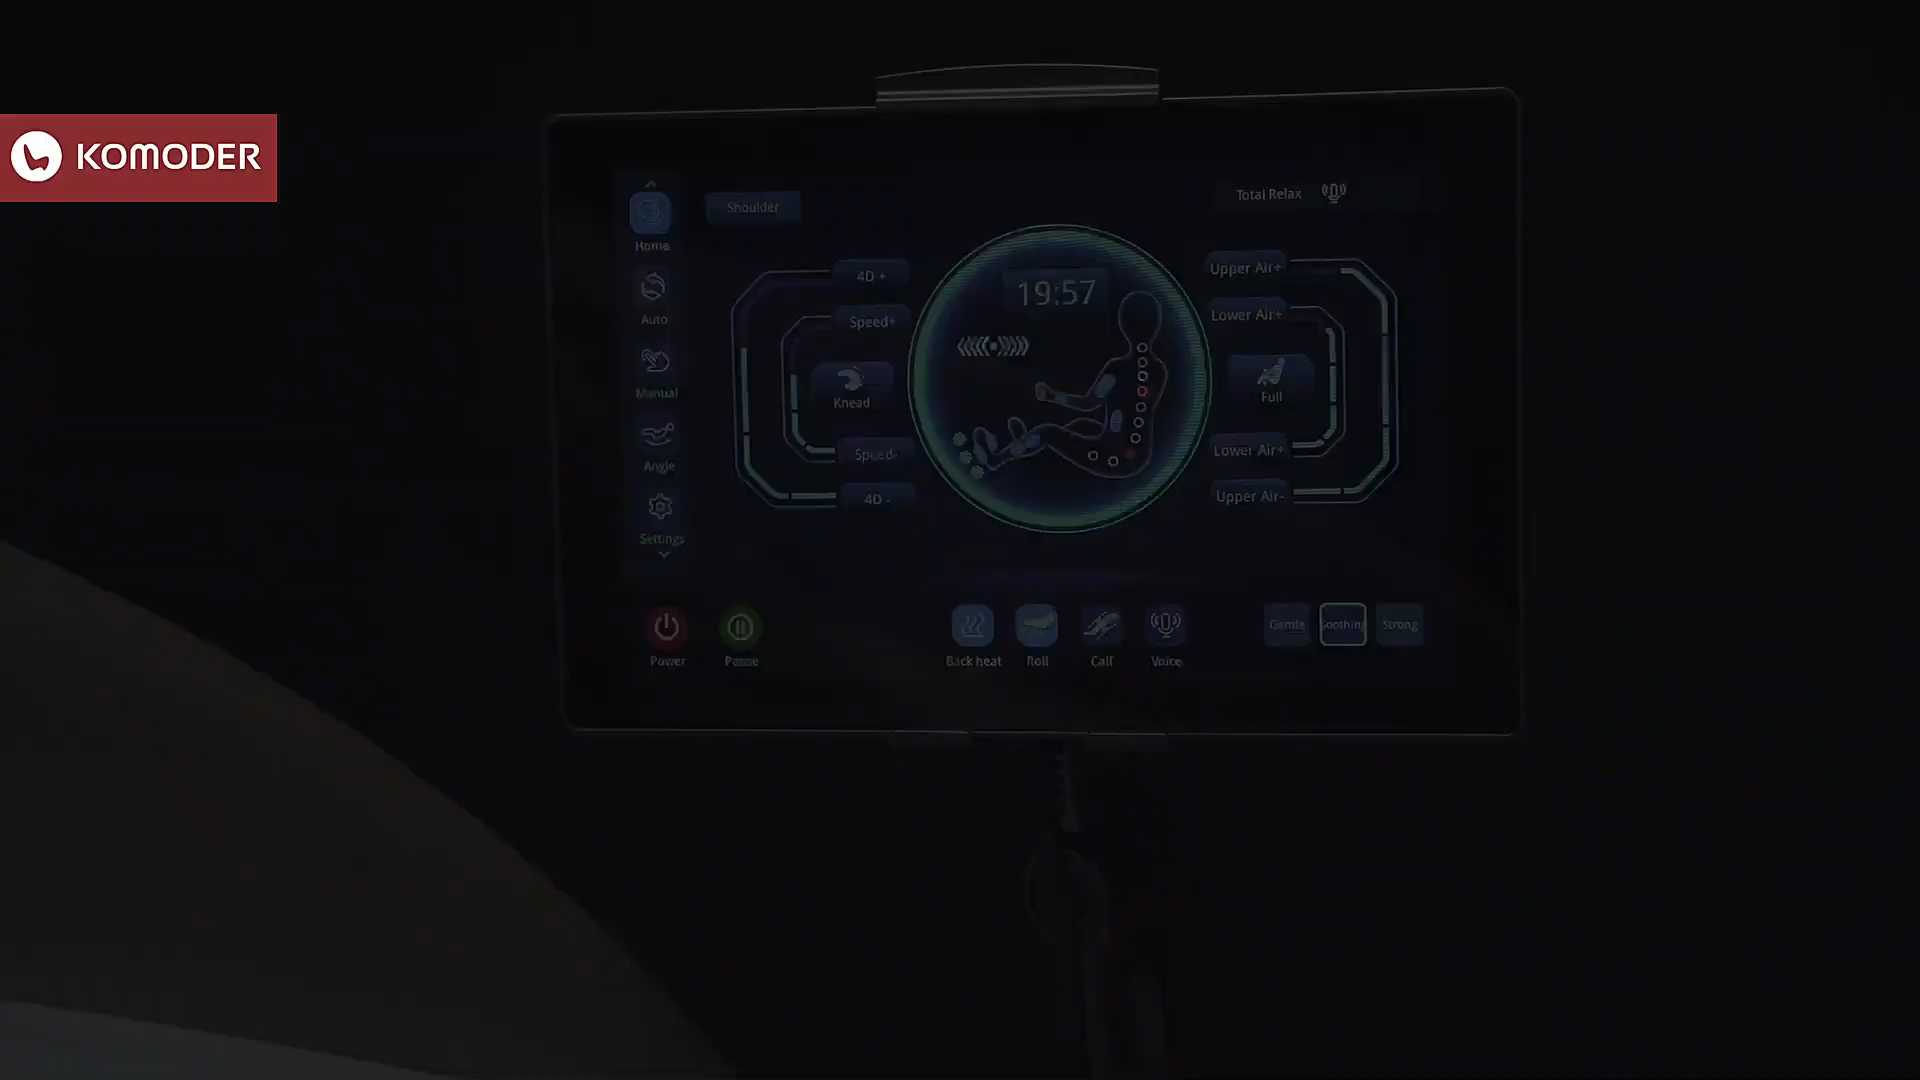 KOMODER
Total Relax
Shoulder
Home
4D +
Upper Air+
19:57
Auto
Speed+
Lower Air+
Manual
Knead
Full
Angle
Speed-
Lower Air+
4D -
Upper Air-
Settings
Gentle
Soothing
Strong
Power
Pause
Back heat
Roll
Calf
Voice